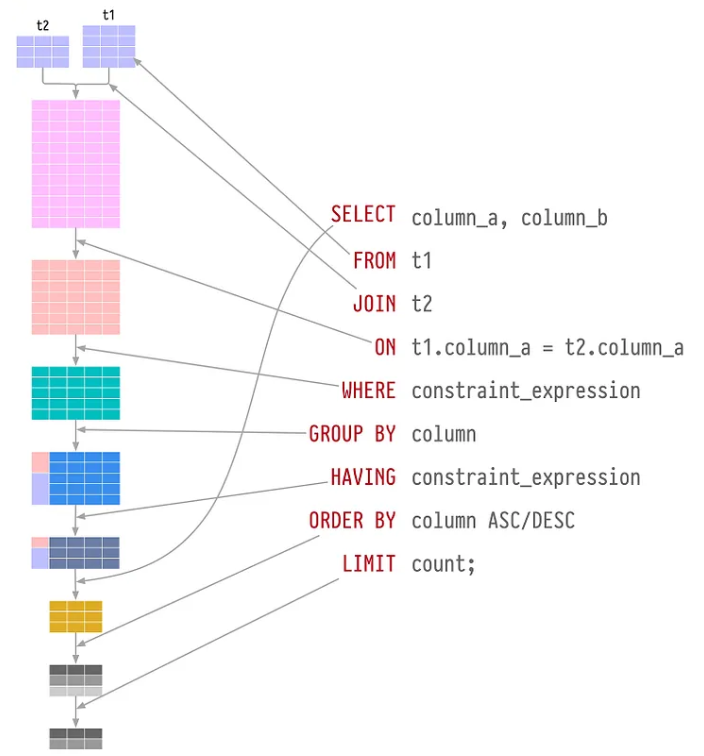 t2
t1
SELECT column_a, column_b
FROM t1
JOIN t2
ON t1.column_a = t2.column_a
WHERE constraint_expression
GROUP BY column
HAVING constraint_expression
ORDER BY column ASC/DESC
LIMIT count;